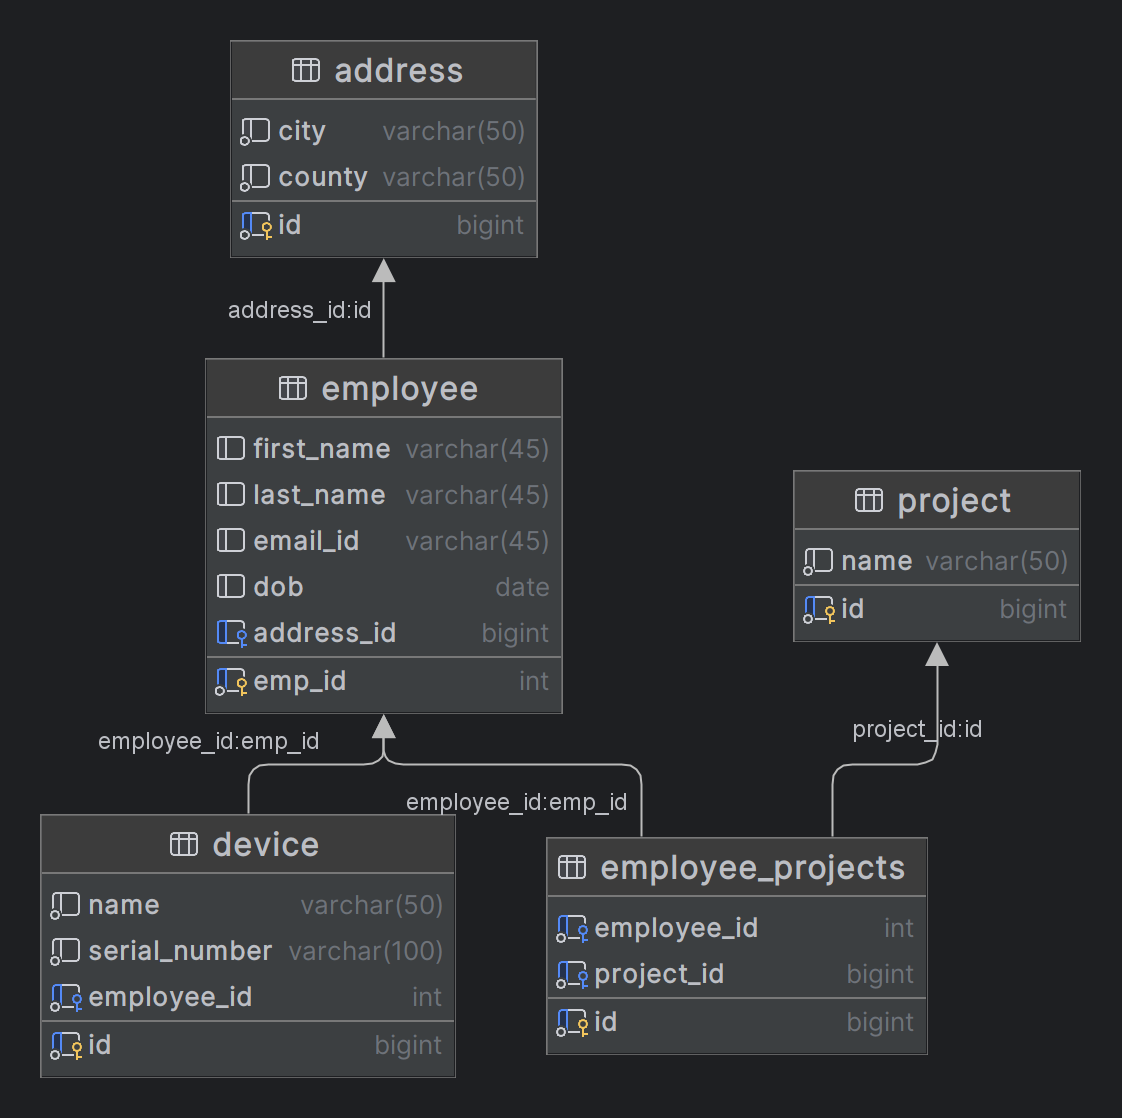 address
city varchar(50)
county varchar(50)
id bigint
address_id:id
employee
first_name varchar(45)
last_name varchar(45)
email_id varchar(45)
dob date
address_id bigint
emp_id int
project
name varchar(50)
id bigint
employee_id:emp_id
project_id:id
employee_id:emp_id
device
name varchar(50)
serial_number varchar(100)
employee_id int
id bigint
employee_projects
employee_id int
project_id bigint
id bigint